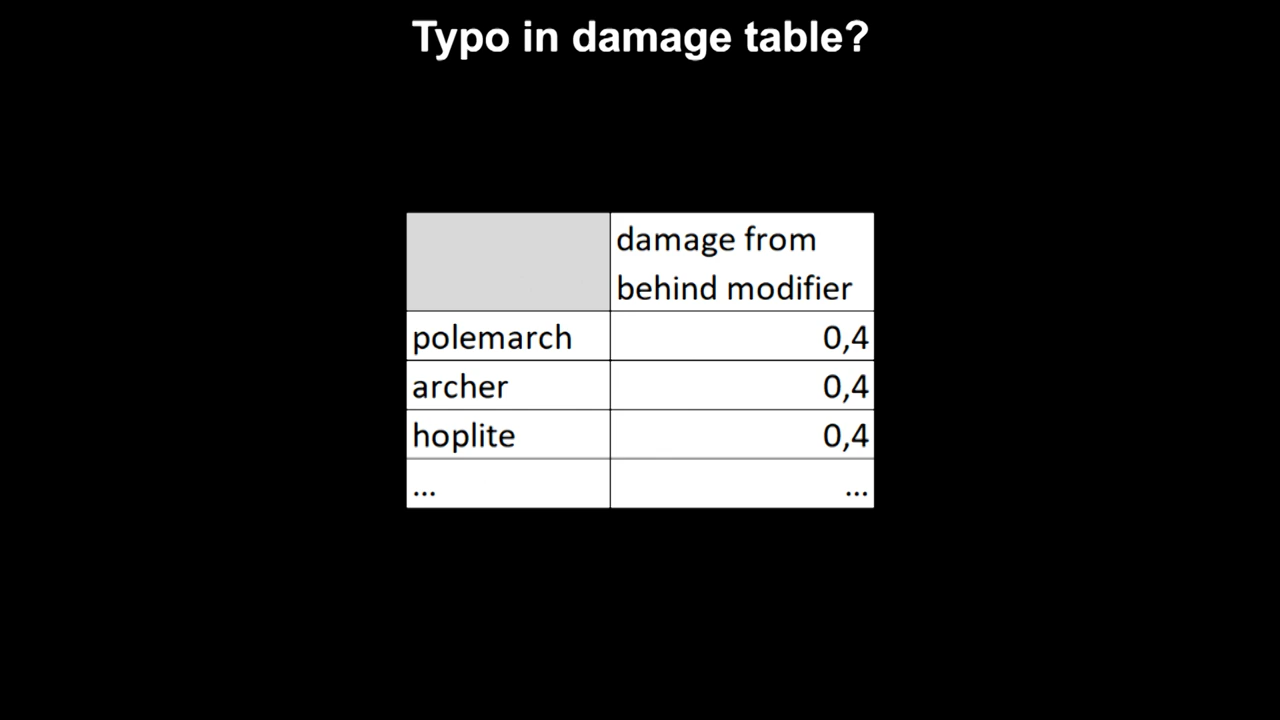 Typo in damage table?
damage from
behind modifier
polemarch 0,4
archer 0,4
hoplite 0,4
... ...